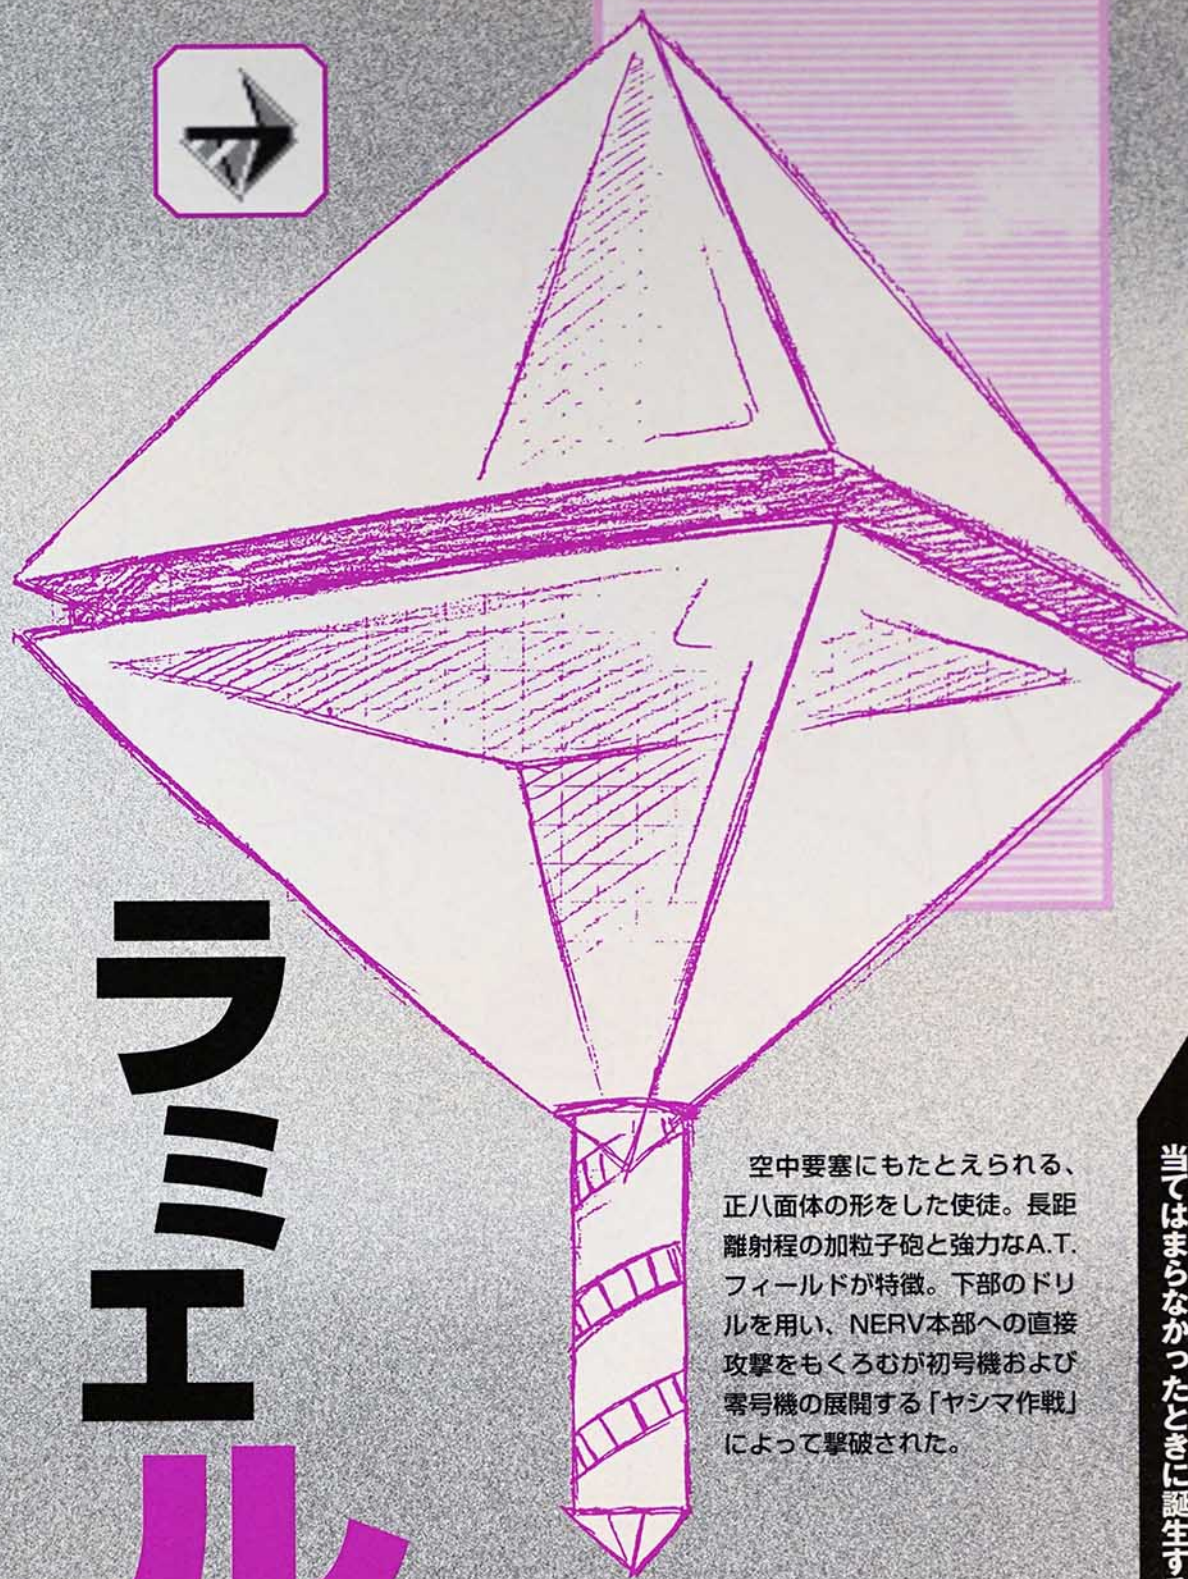 ラミエル
空中要塞にもたとえられる、
正八面体の形をした使徒。長距
離射程の加粒子砲と強力なA.T.
フィールドが特徴。下部のドリ
ルを用い、NERV本部への直接
攻撃をもくろむが初号機および
零号機の展開する「ヤシマ作戦」
によって撃破された。
当てはまらなかったときに誕生す